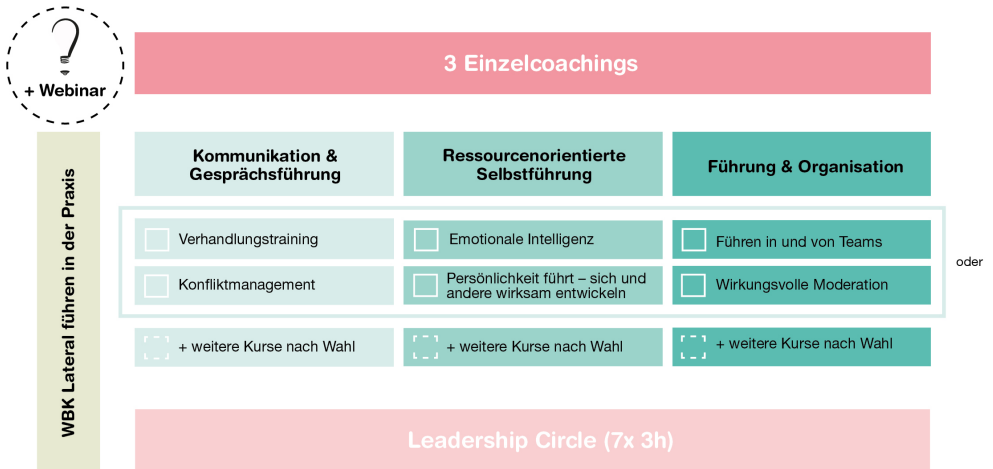 + Webinar
3 Einzelcoachings
WBK Lateral führen in der Praxis
Kommunikation &
Gesprächsführung
Ressourcenorientierte
Selbstführung
Führung & Organisation
Verhandlungstraining
Emotionale Intelligenz
Führen in und von Teams
oder
Konfliktmanagement
Persönlichkeit führt – sich und
andere wirksam entwickeln
Wirkungsvolle Moderation
+ weitere Kurse nach Wahl
+ weitere Kurse nach Wahl
+ weitere Kurse nach Wahl
Leadership Circle (7x 3h)